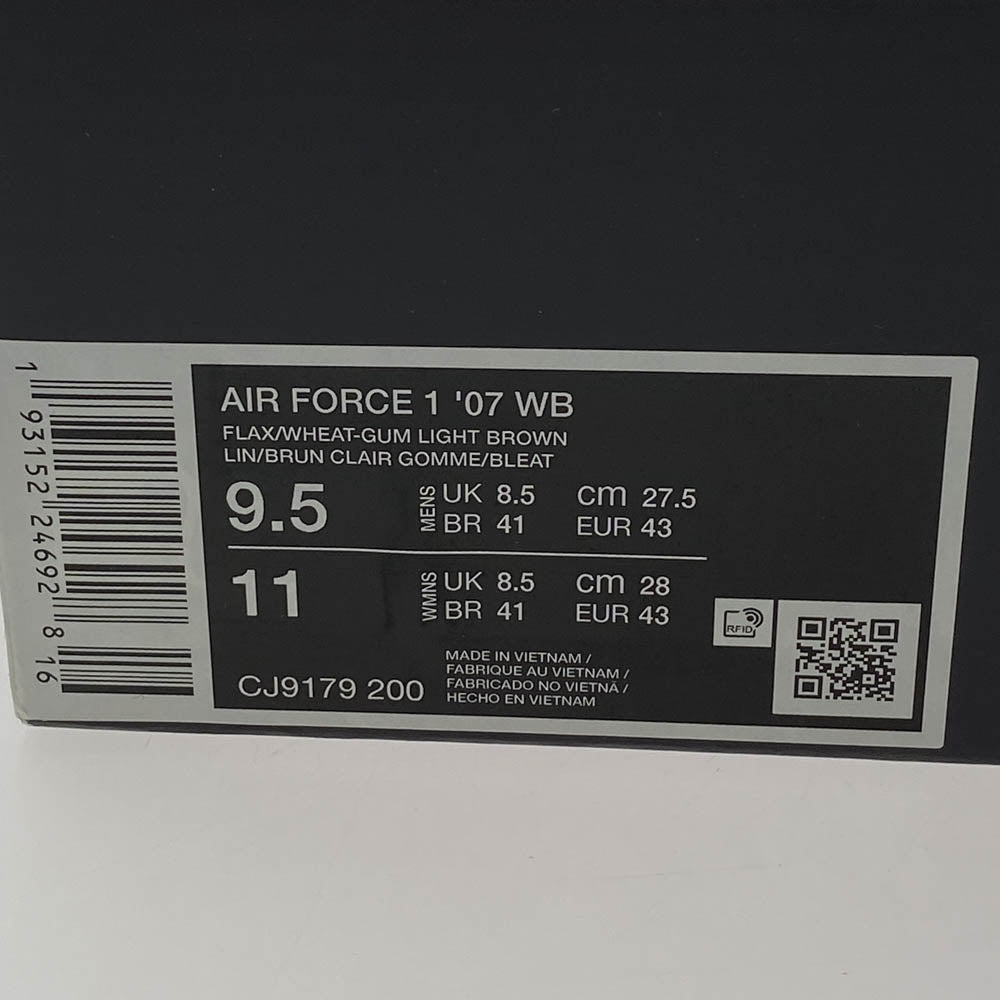 AIR FORCE 1 '07 WB
FLAX/WHEAT-GUM LIGHT BROWN
LIN/BRUN CLAIR GOMME/BLEAT
9.5 MENS UK 8.5 cm 27.5
BR 41 EUR 43
11 WMNS UK 8.5 cm 28
BR 41 EUR 43
RFID
CJ9179 200
MADE IN VIETNAM /
FABRIQUE AU VIETNAM /
FABRICADO NO VIETNÃ /
HECHO EN VIETNAM
1 93152 24692 8 16